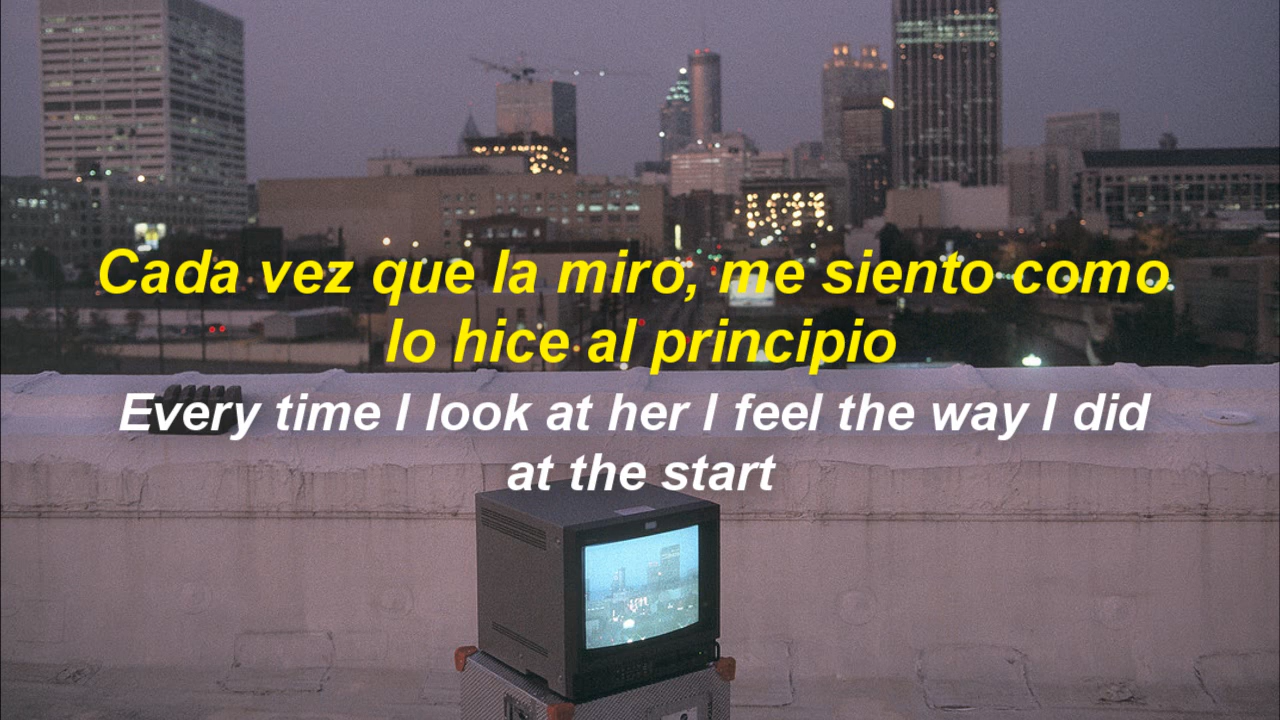 Cada vez que la miro, me siento como
lo hice al principio
Every time I look at her I feel the way I did
at the start